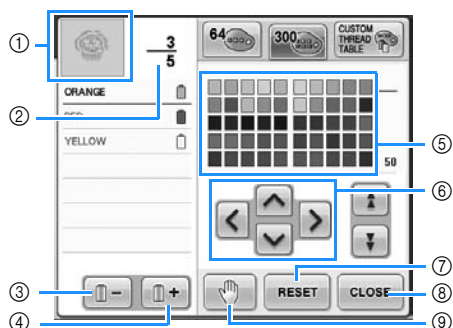 ①
3
5
64
300
CUSTOM
THREAD
TABLE
②
ORANGE
YELLOW
⑤
50
⑥
③
−
④
+
RESET
CLOSE
⑦
⑧
⑨